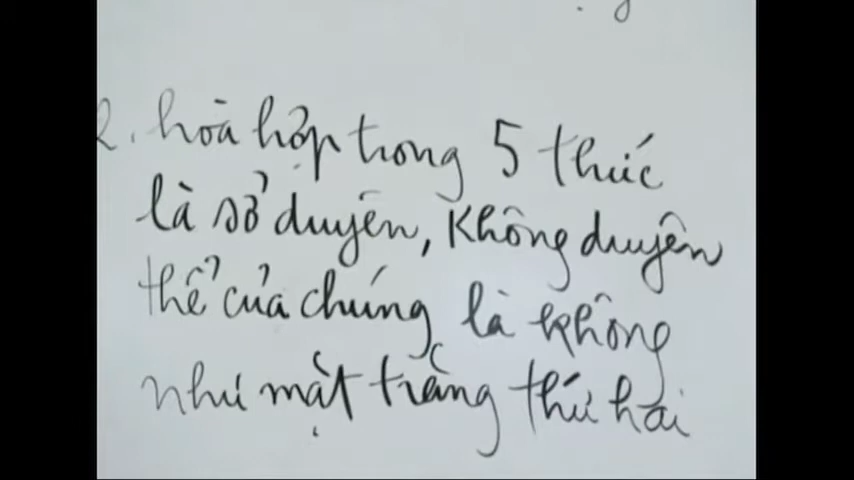 2. hoà hợp trong 5 thức
là sở duyên, không duyên
thể của chúng là không
như mặt trăng thứ hai